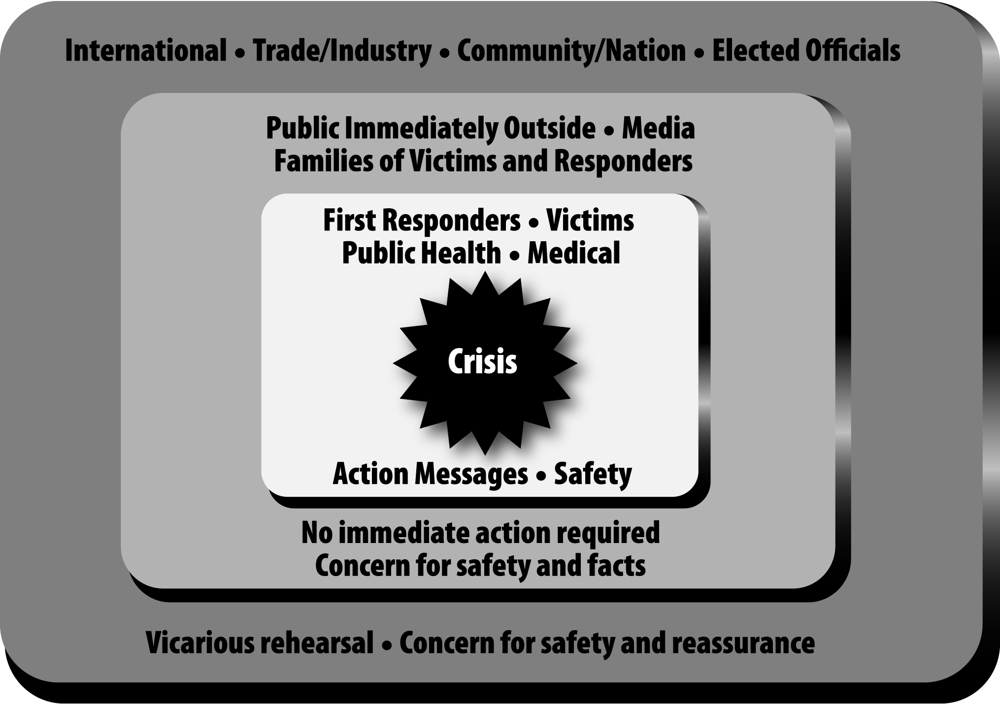 International • Trade/Industry • Community/Nation • Elected Officials
Public Immediately Outside • Media
Families of Victims and Responders
First Responders • Victims
Public Health • Medical
Crisis
Action Messages • Safety
No immediate action required
Concern for safety and facts
Vicarious rehearsal • Concern for safety and reassurance